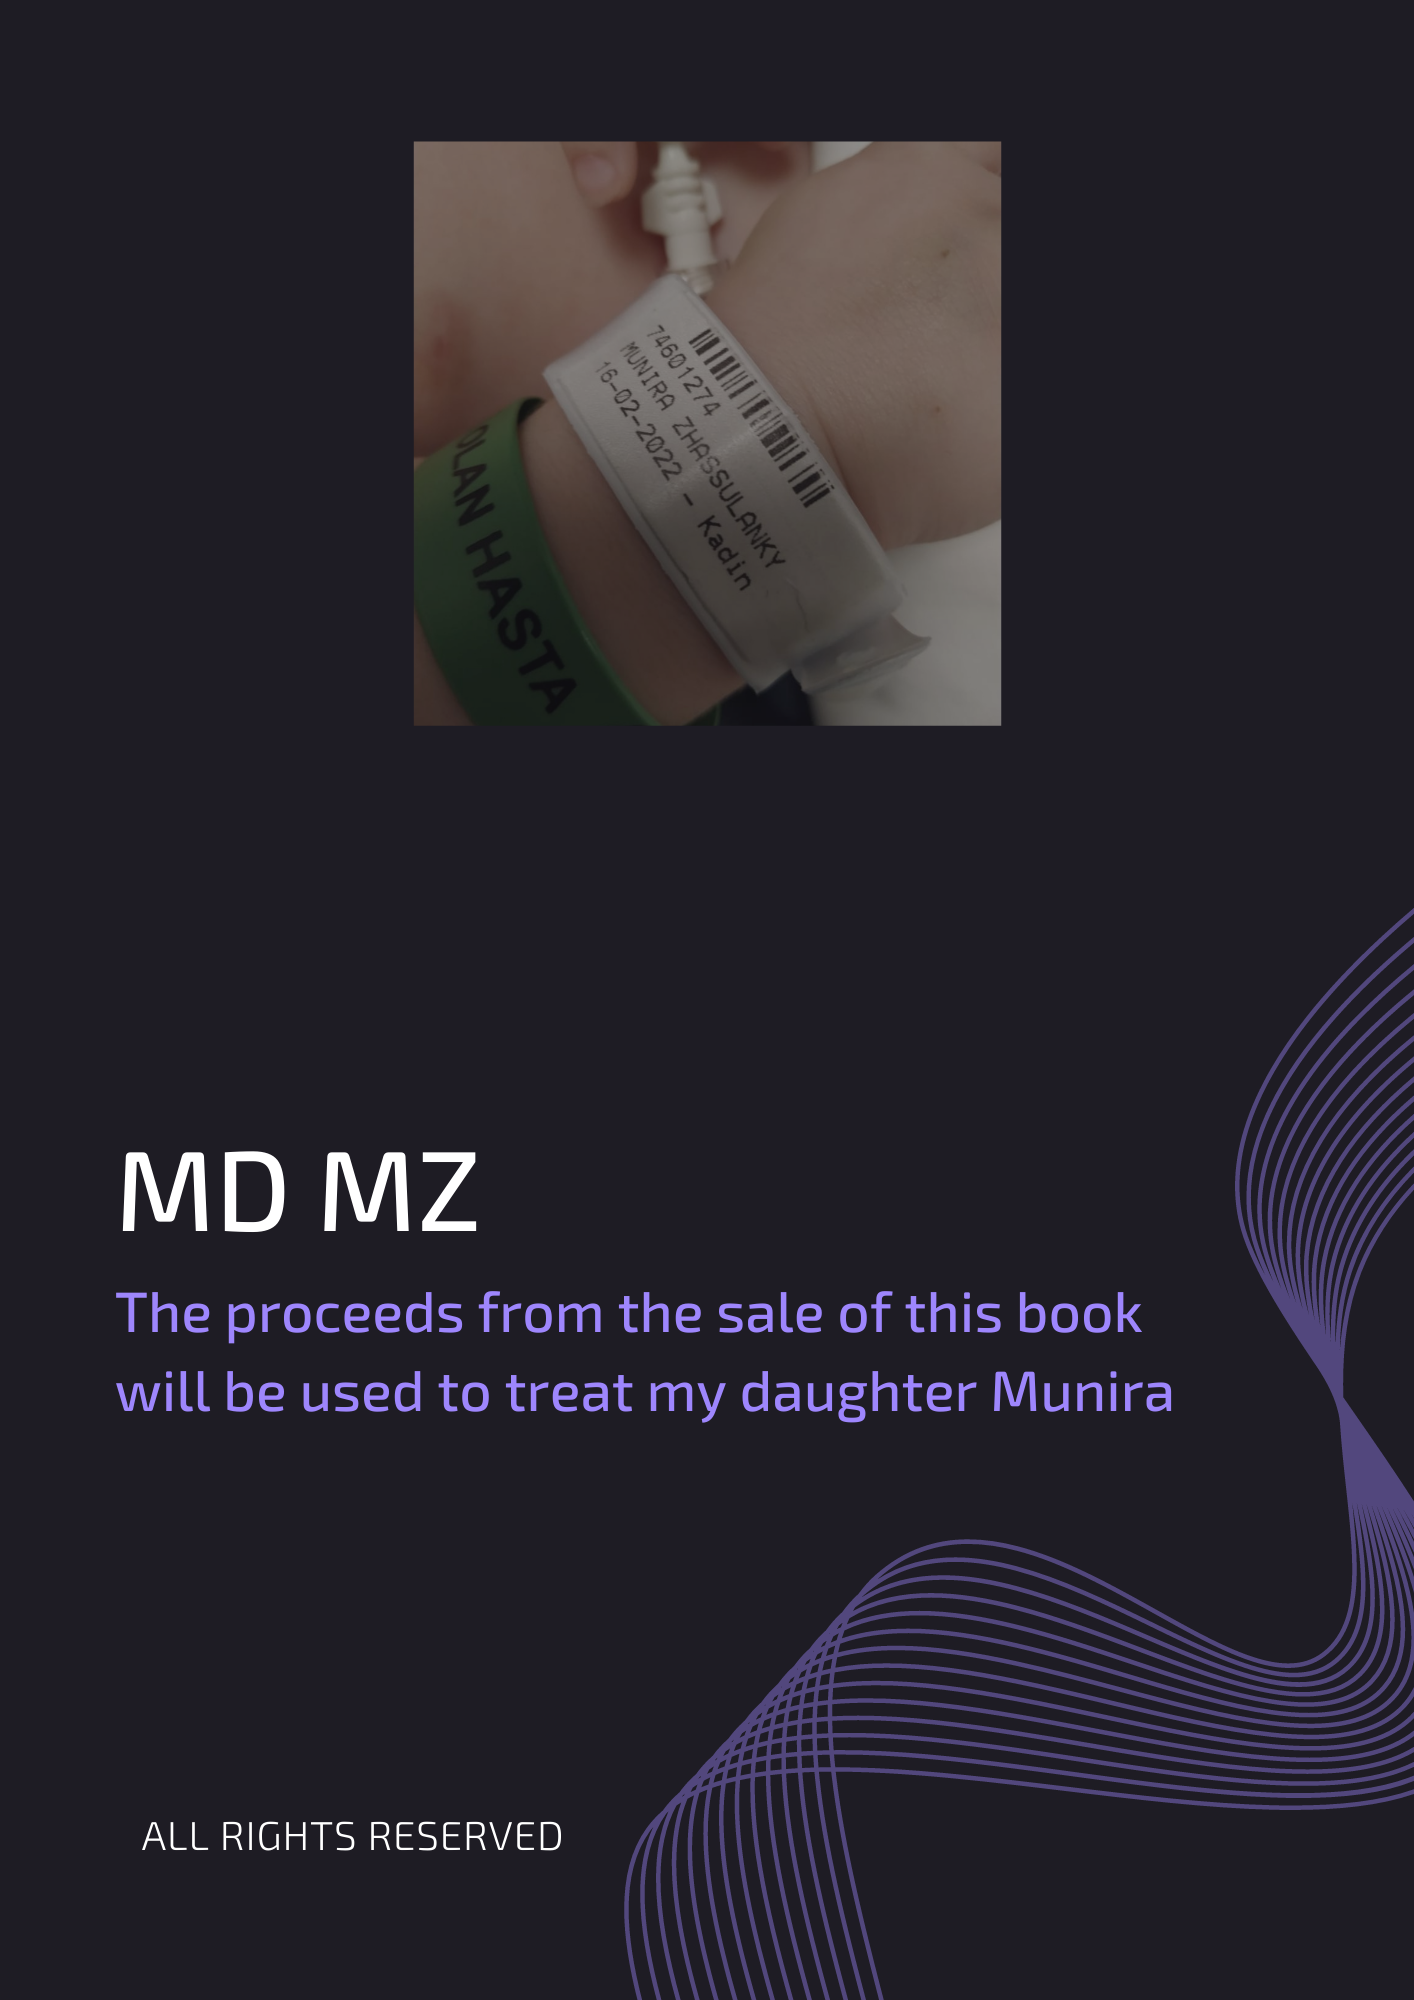 74601274
MUNIRA ZHASSULANKY
16-02-2022 - Kadin
OLAN HASTA
MD MZ
The proceeds from the sale of this book
will be used to treat my daughter Munira
ALL RIGHTS RESERVED